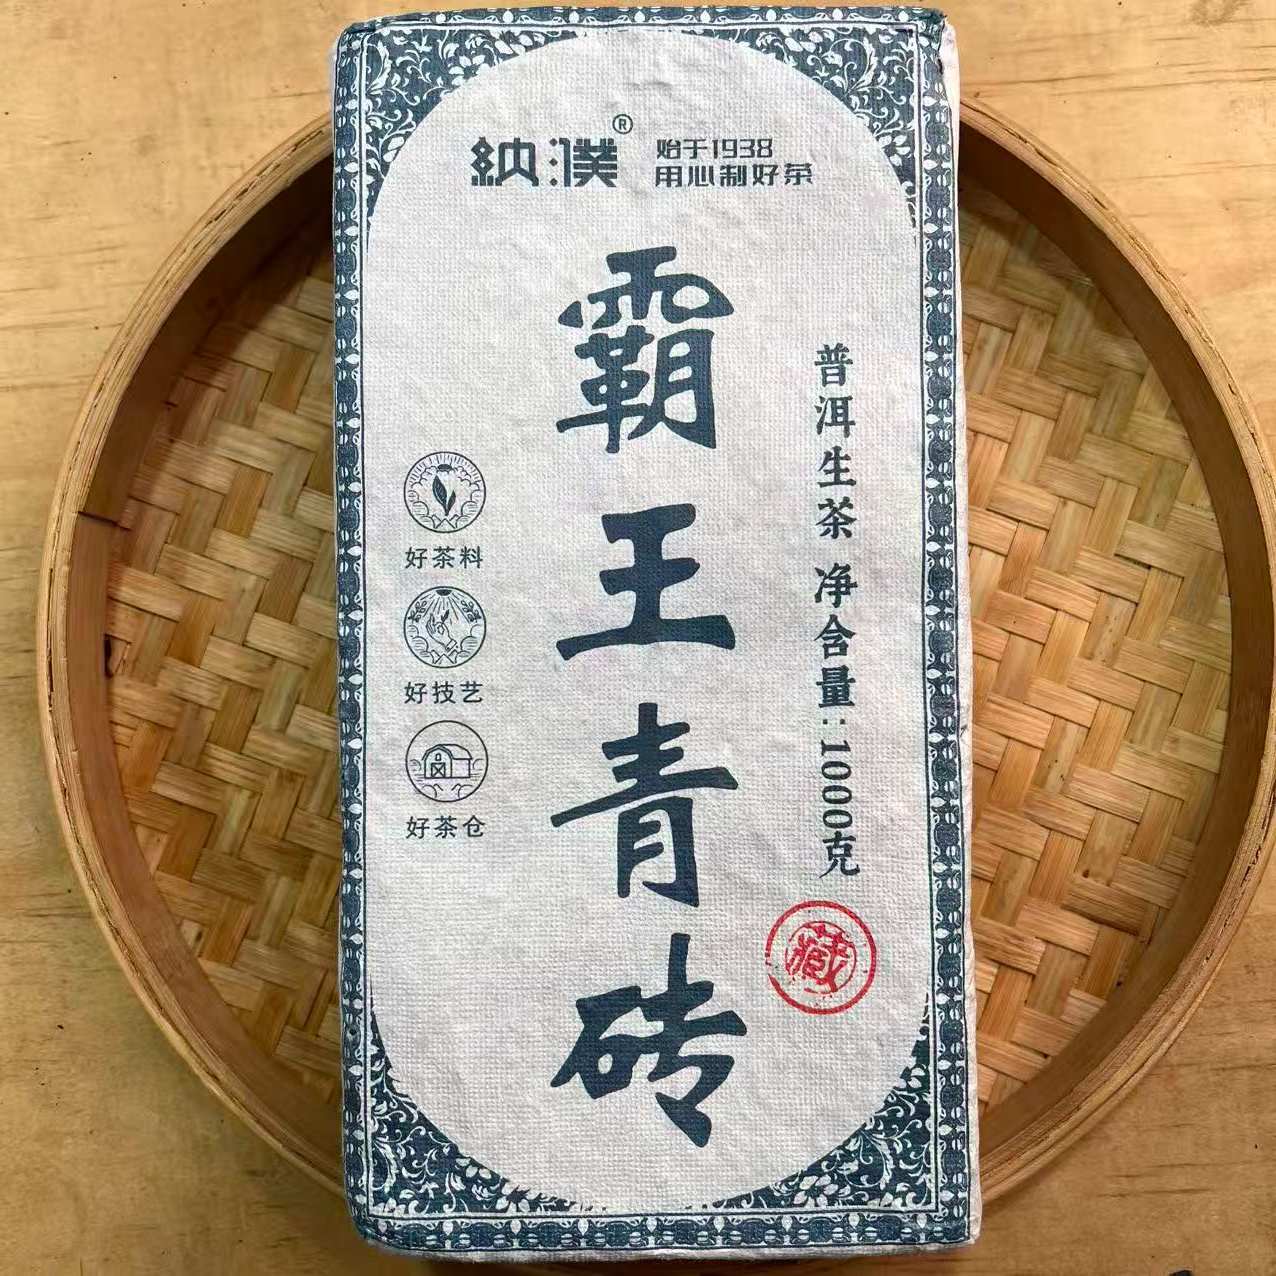 纳濮®
始于1938
用心制好茶
霸王青砖
普洱生茶 净含量:1000克
好茶料
好技艺
好茶仓
藏